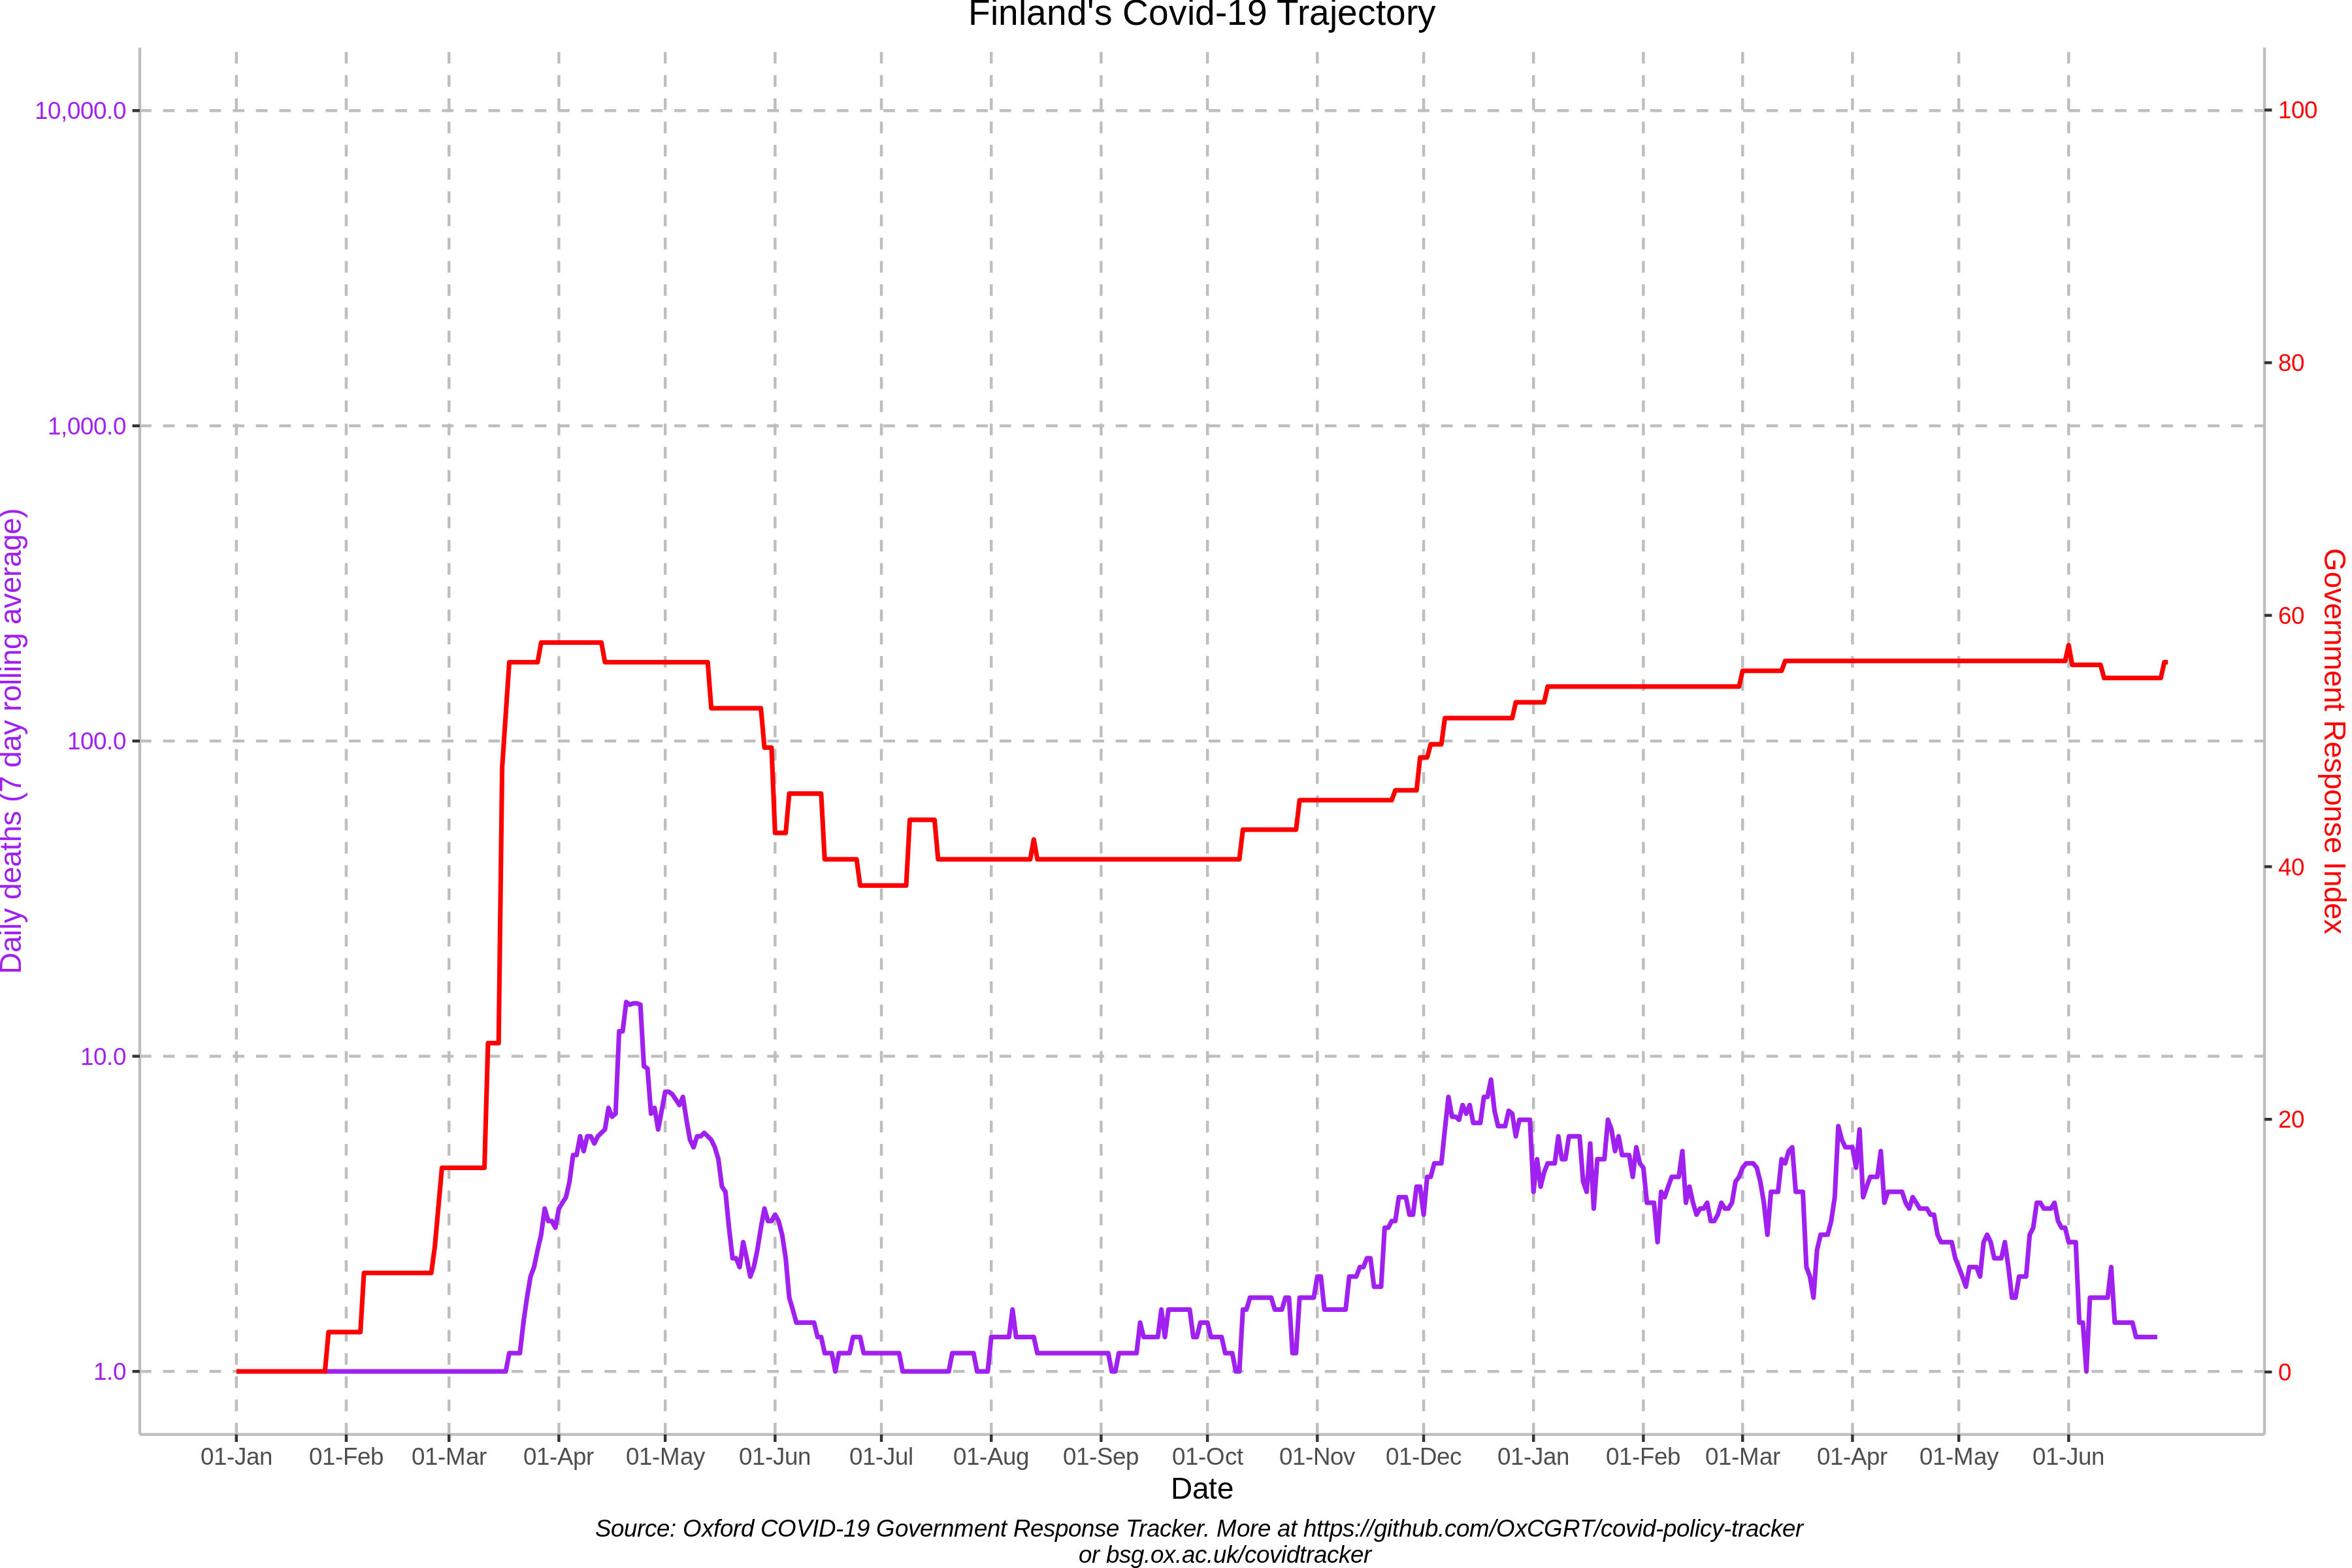 Finland's Covid-19 Trajectory
10,000.0
1,000.0
100.0
10.0
1.0
Daily deaths (7 day rolling average)
100
80
60
40
20
0
Government Response Index
01-Jan 01-Feb 01-Mar 01-Apr 01-May 01-Jun 01-Jul 01-Aug 01-Sep 01-Oct 01-Nov 01-Dec 01-Jan 01-Feb 01-Mar 01-Apr 01-May 01-Jun
Date
Source: Oxford COVID-19 Government Response Tracker. More at https://github.com/OxCGRT/covid-policy-tracker
or bsg.ox.ac.uk/covidtracker